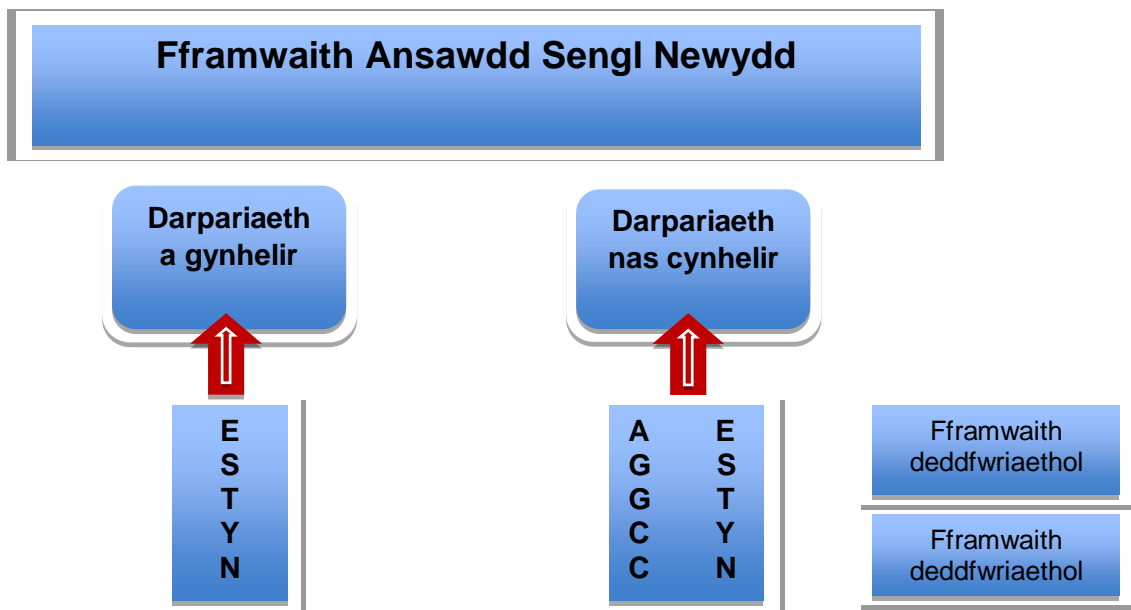 Fframwaith Ansawdd Sengl Newydd
Darpariaeth
a gynhelir
Darpariaeth
nas cynhelir
E
S
T
Y
N
A E
G S
G T
C Y
C N
Fframwaith
deddfwriaethol
Fframwaith
deddfwriaethol